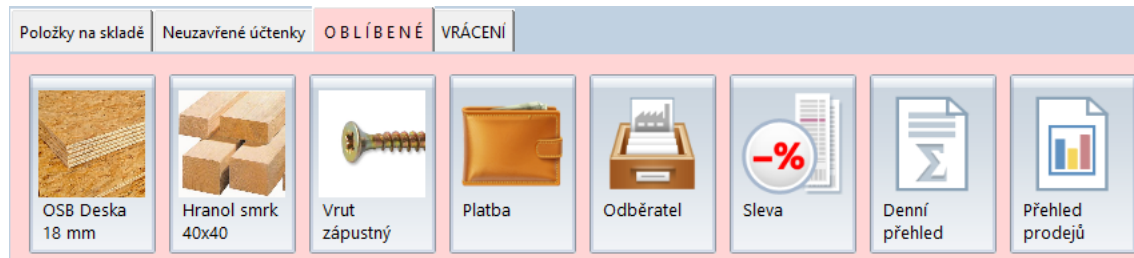 Položky na skladě Neuzavřené účtenky OBLÍBENÉ VRÁCENÍ
-%
Σ
OSB Deska
18 mm
Hranol smrk
40x40
Vrut
zápustný
Platba
Odběratel
Sleva
Denní
přehled
Přehled
prodejů